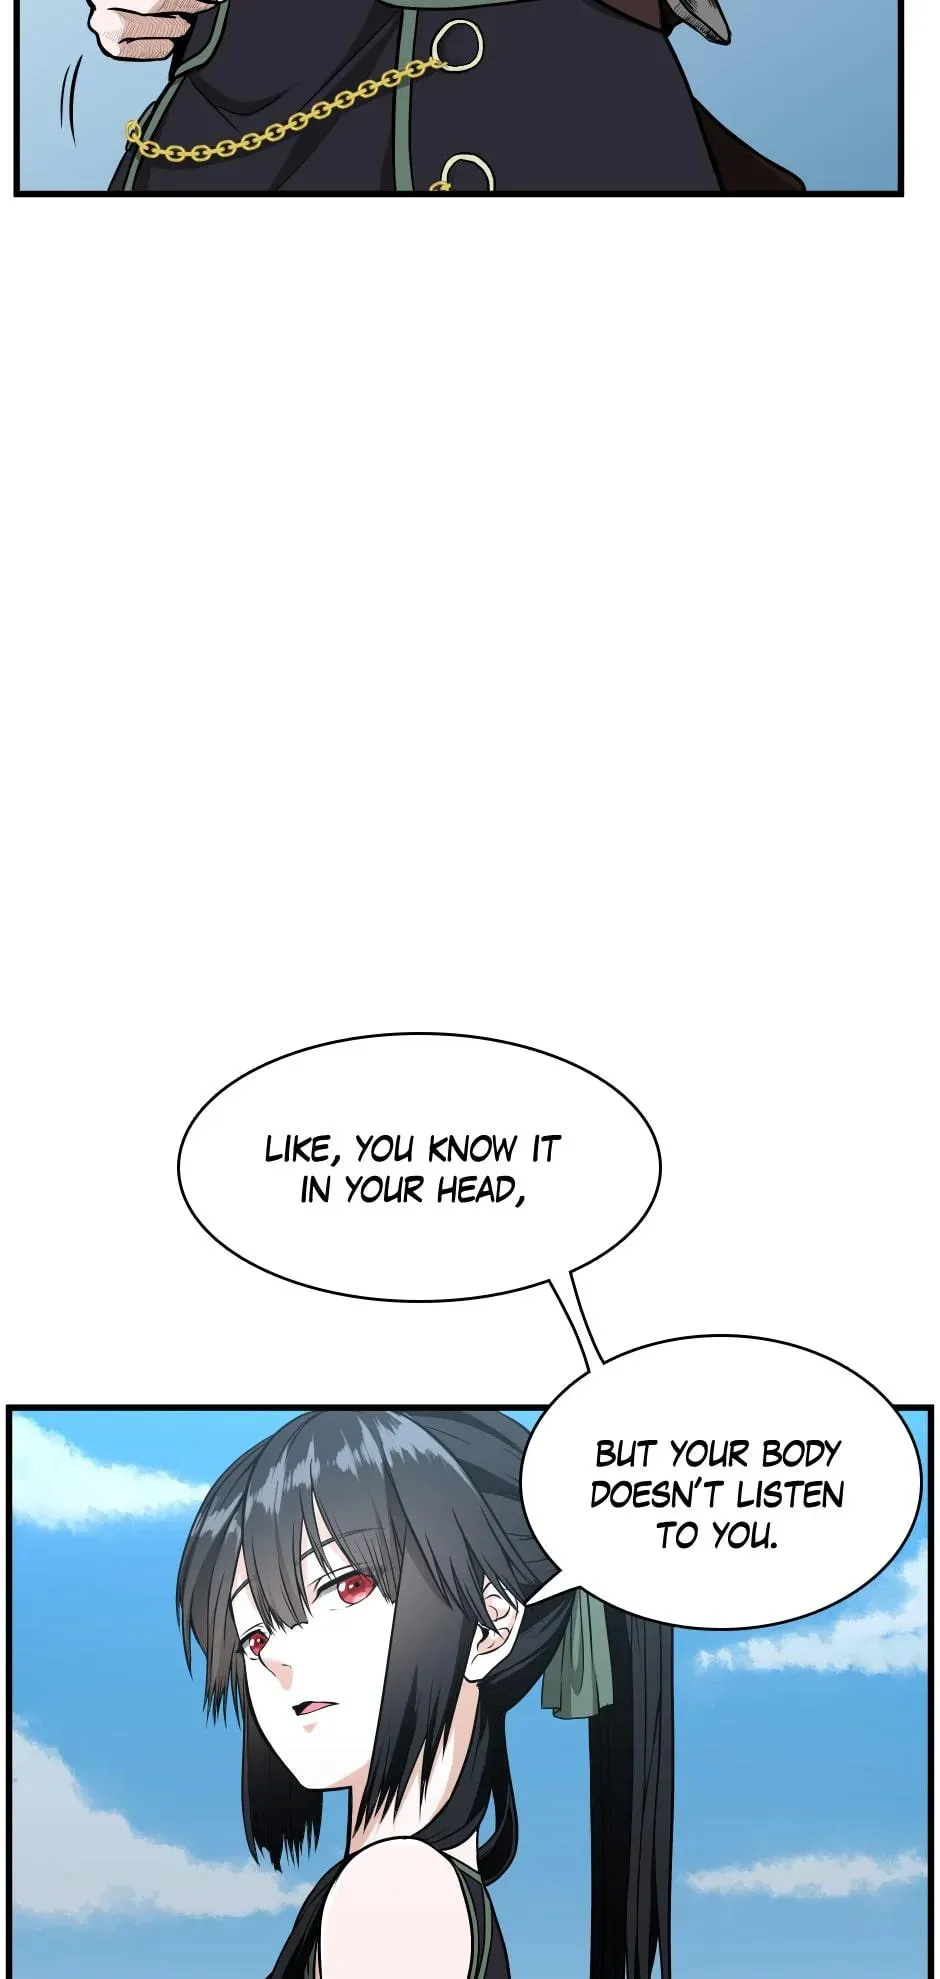 LIKE, YOU KNOW IT
IN YOUR HEAD,
BUT YOUR BODY
DOESN'T LISTEN
TO YOU.